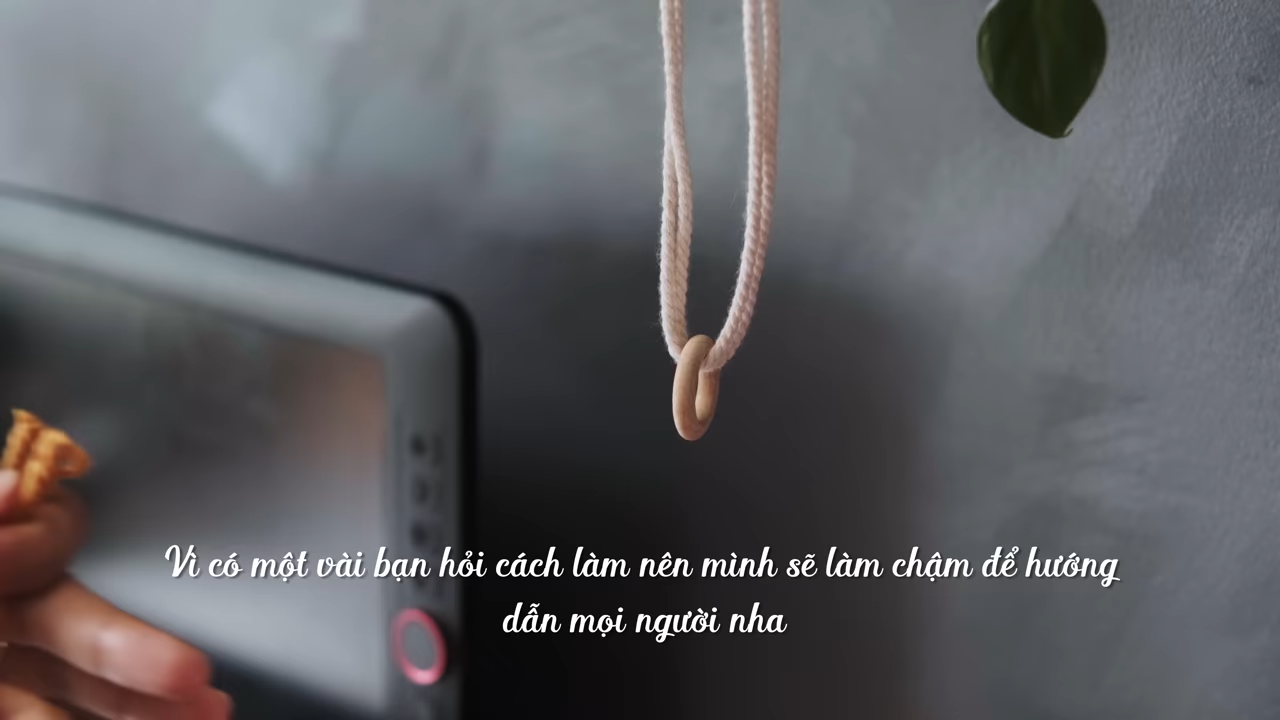 Vì có một vài bạn hỏi cách làm nên mình sẽ làm chậm để hướng
dẫn mọi người nha